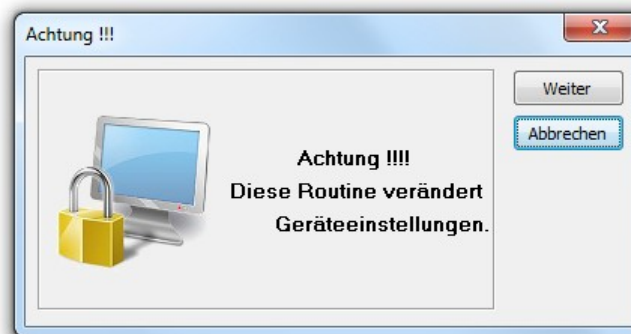 Achtung !!!
Weiter
Abbrechen
Achtung !!!!
Diese Routine verändert
Geräteeinstellungen.